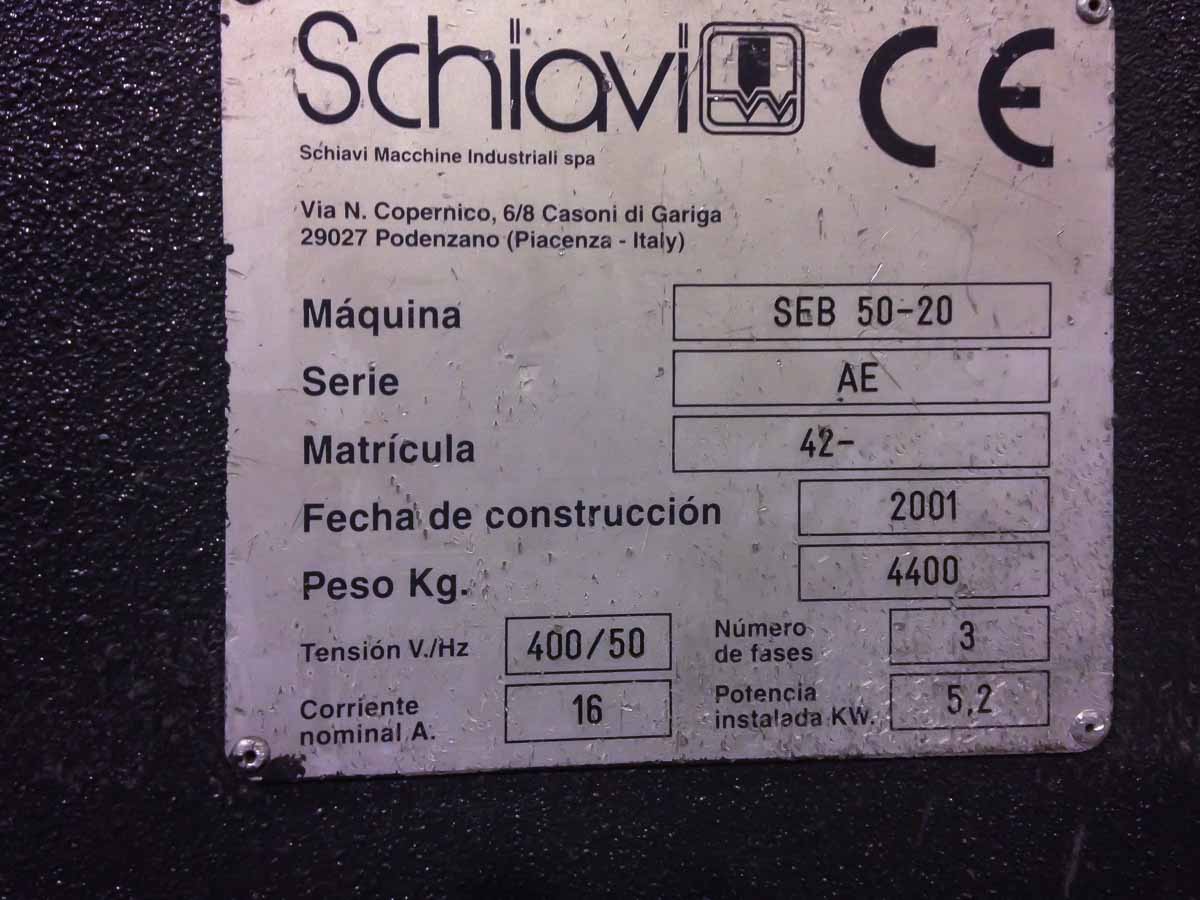 Schiavi CE
Schiavi Macchine Industriali spa
Via N. Copernico, 6/8 Casoni di Gariga
29027 Podenzano (Piacenza - Italy)
Máquina SEB 50-20
Serie AE
Matrícula 42-
Fecha de construcción 2001
Peso Kg. 4400
Tensión V./Hz 400/50 Número de fases 3
Corriente nominal A. 16 Potencia instalada KW. 5,2